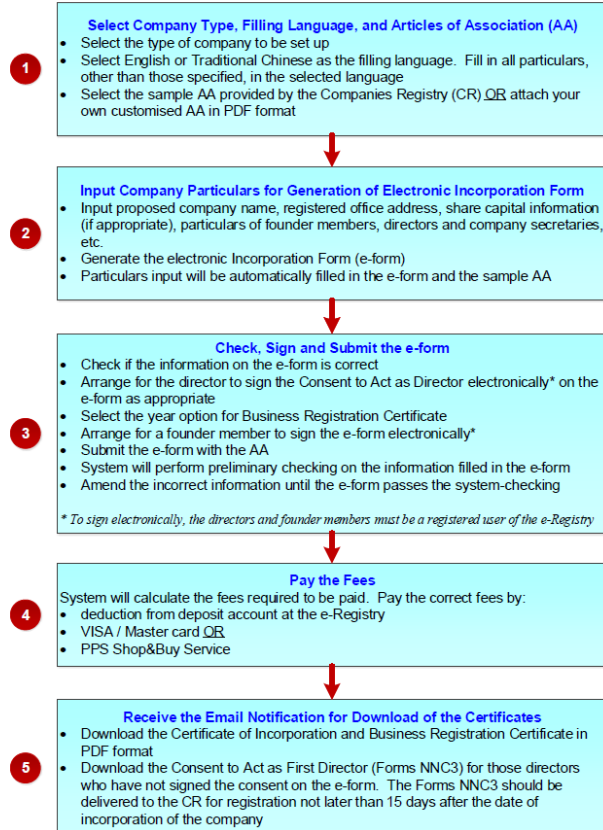 Select Company Type, Filling Language, and Articles of Association (AA)
• Select the type of company to be set up
• Select English or Traditional Chinese as the filling language. Fill in all particulars,
other than those specified, in the selected language
• Select the sample AA provided by the Companies Registry (CR) OR attach your
own customised AA in PDF format
1
Input Company Particulars for Generation of Electronic Incorporation Form
• Input proposed company name, registered office address, share capital information
(if appropriate), particulars of founder members, directors and company secretaries,
etc.
• Generate the electronic Incorporation Form (e-form)
• Particulars input will be automatically filled in the e-form and the sample AA
2
Check, Sign and Submit the e-form
• Check if the information on the e-form is correct
• Arrange for the director to sign the Consent to Act as Director electronically* on the
e-form as appropriate
• Select the year option for Business Registration Certificate
• Arrange for a founder member to sign the e-form electronically*
• Submit the e-form with the AA
• System will perform preliminary checking on the information filled in the e-form
• Amend the incorrect information until the e-form passes the system-checking
* To sign electronically, the directors and founder members must be a registered user of the e-Registry
3
Pay the Fees
System will calculate the fees required to be paid. Pay the correct fees by:
• deduction from deposit account at the e-Registry
• VISA / Master card OR
• PPS Shop&Buy Service
4
Receive the Email Notification for Download of the Certificates
• Download the Certificate of Incorporation and Business Registration Certificate in
PDF format
• Download the Consent to Act as First Director (Forms NNC3) for those directors
who have not signed the consent on the e-form. The Forms NNC3 should be
delivered to the CR for registration not later than 15 days after the date of
incorporation of the company
5